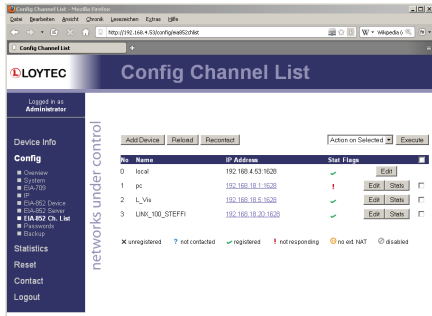 Config Channel List - Mozilla Firefox
Datei Bearbeiten Ansicht Chronik Lesezeichen Extras Hilfe
http://192.168.4.53/config/eia852chlist
W Wikipedia (
Config Channel List
LOYTEC
Config Channel List
Logged in as
Administrator
Device Info
Config
Overview
System
EIA-709
IP
EIA-852 Device
EIA-852 Server
EIA-852 Ch. List
Passwords
Backup
Statistics
Reset
Contact
Logout
networks under control
Add Device Reload Recontact Action on Selected Execute
No Name IP Address Stat Flags
0 local 192.168.4.53:1628 Edit
1 pc 192.168.18.1:1628 ! Edit Stats
2 L_Vis 192.168.18.5:1628 Edit Stats
3 LINX_100_STEFFI 192.168.18.20:1628 Edit Stats
unregistered ? not contacted registered ! not responding no ext. NAT disabled